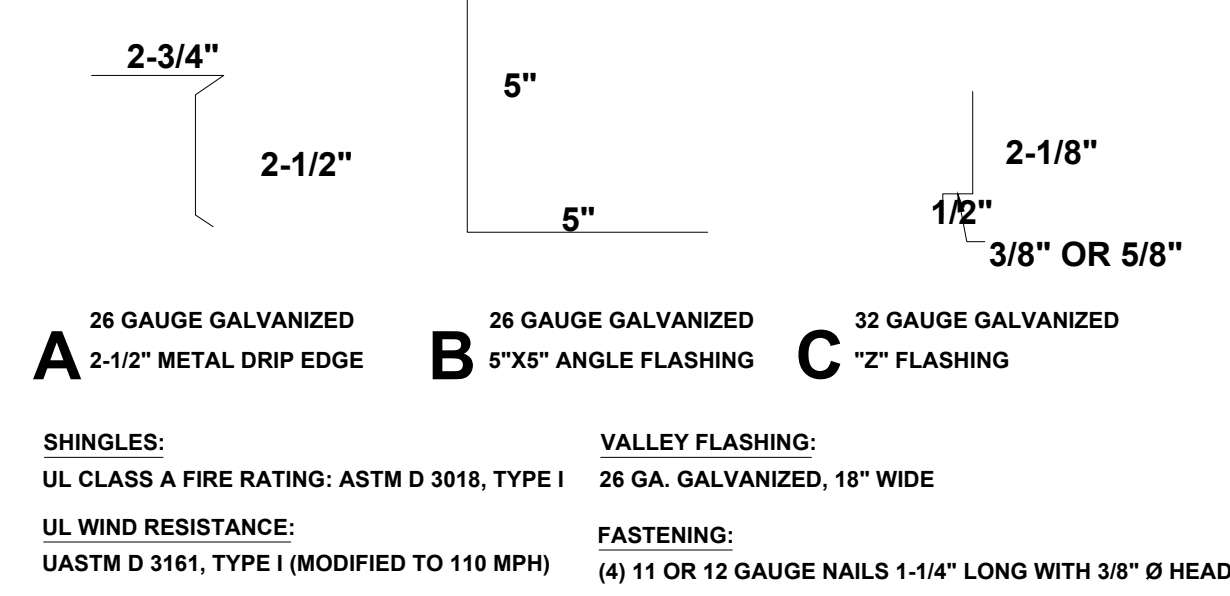 2-3/4"
2-1/2"
5"
5"
2-1/8"
1/2"
3/8" OR 5/8"
A
26 GAUGE GALVANIZED
2-1/2" METAL DRIP EDGE
B
26 GAUGE GALVANIZED
5"X5" ANGLE FLASHING
C
32 GAUGE GALVANIZED
"Z" FLASHING
SHINGLES:
UL CLASS A FIRE RATING: ASTM D 3018, TYPE I
UL WIND RESISTANCE:
UASTM D 3161, TYPE I (MODIFIED TO 110 MPH)
VALLEY FLASHING:
26 GA. GALVANIZED, 18" WIDE
FASTENING:
(4) 11 OR 12 GAUGE NAILS 1-1/4" LONG WITH 3/8" Ø HEAD